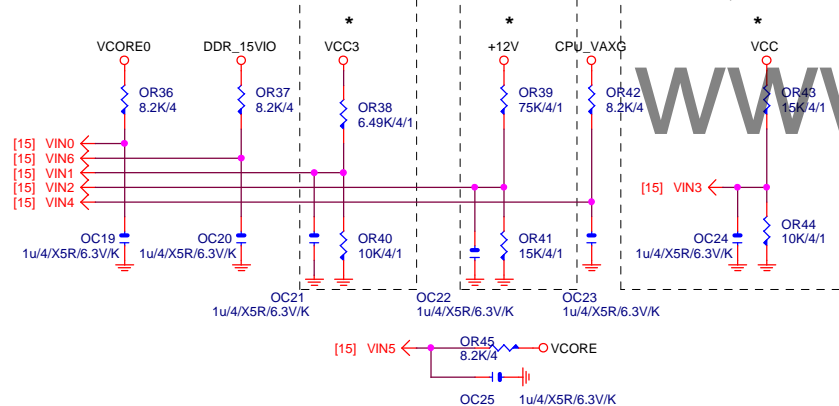 * * *
VCORE0 DDR_15VIO VCC3 +12V CPU_VAXG VCC
OR36
8.2K/4
OR37
8.2K/4
OR38
6.49K/4/1
OR39
75K/4/1
OR42
8.2K/4
OR43
15K/4/1
WWW
[15] VIN0
[15] VIN6
[15] VIN1
[15] VIN2
[15] VIN4
[15] VIN3
OC19
1u/4/X5R/6.3V/K
OC20
1u/4/X5R/6.3V/K
OR40
10K/4/1
OR41
15K/4/1
OC24
1u/4/X5R/6.3V/K
OR44
10K/4/1
OC21
1u/4/X5R/6.3V/K
OC22
1u/4/X5R/6.3V/K
OC23
1u/4/X5R/6.3V/K
[15] VIN5
OR45
8.2K/4
VCORE
OC25 1u/4/X5R/6.3V/K